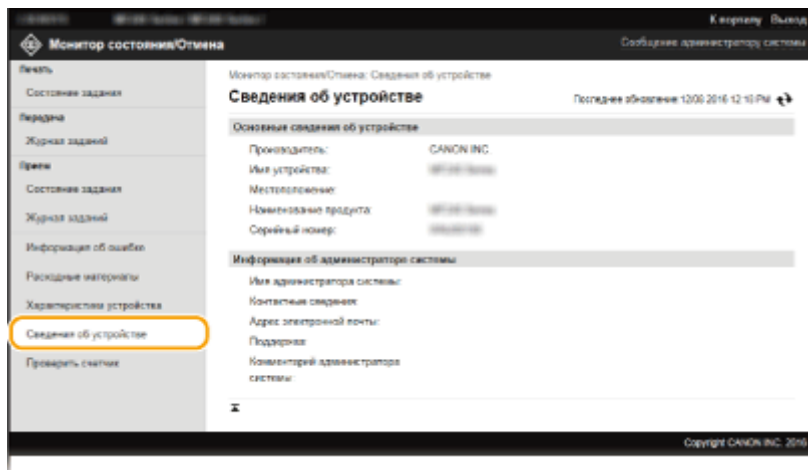 К порталу Выход
Монитор состояния/Отмена
Сообщение администратору системы
Печать
Состояние задания
Передача
Журнал заданий
Прием
Состояние задания
Журнал заданий
Информация об ошибке
Расходные материалы
Характеристики устройства
Сведения об устройстве
Проверить счетчик
Монитор состояния/Отмена: Сведения об устройстве
Сведения об устройстве
Последнее обновление: 12/08 2016 12:16 PM
Основные сведения об устройстве
Производитель: CANON INC.
Имя устройства:
Местоположение:
Наименование продукта:
Серийный номер:
Информация об администраторе системы
Имя администратора системы:
Контактные сведения:
Адрес электронной почты:
Поддержка:
Комментарий администратора
системы:
Copyright CANON INC. 2016